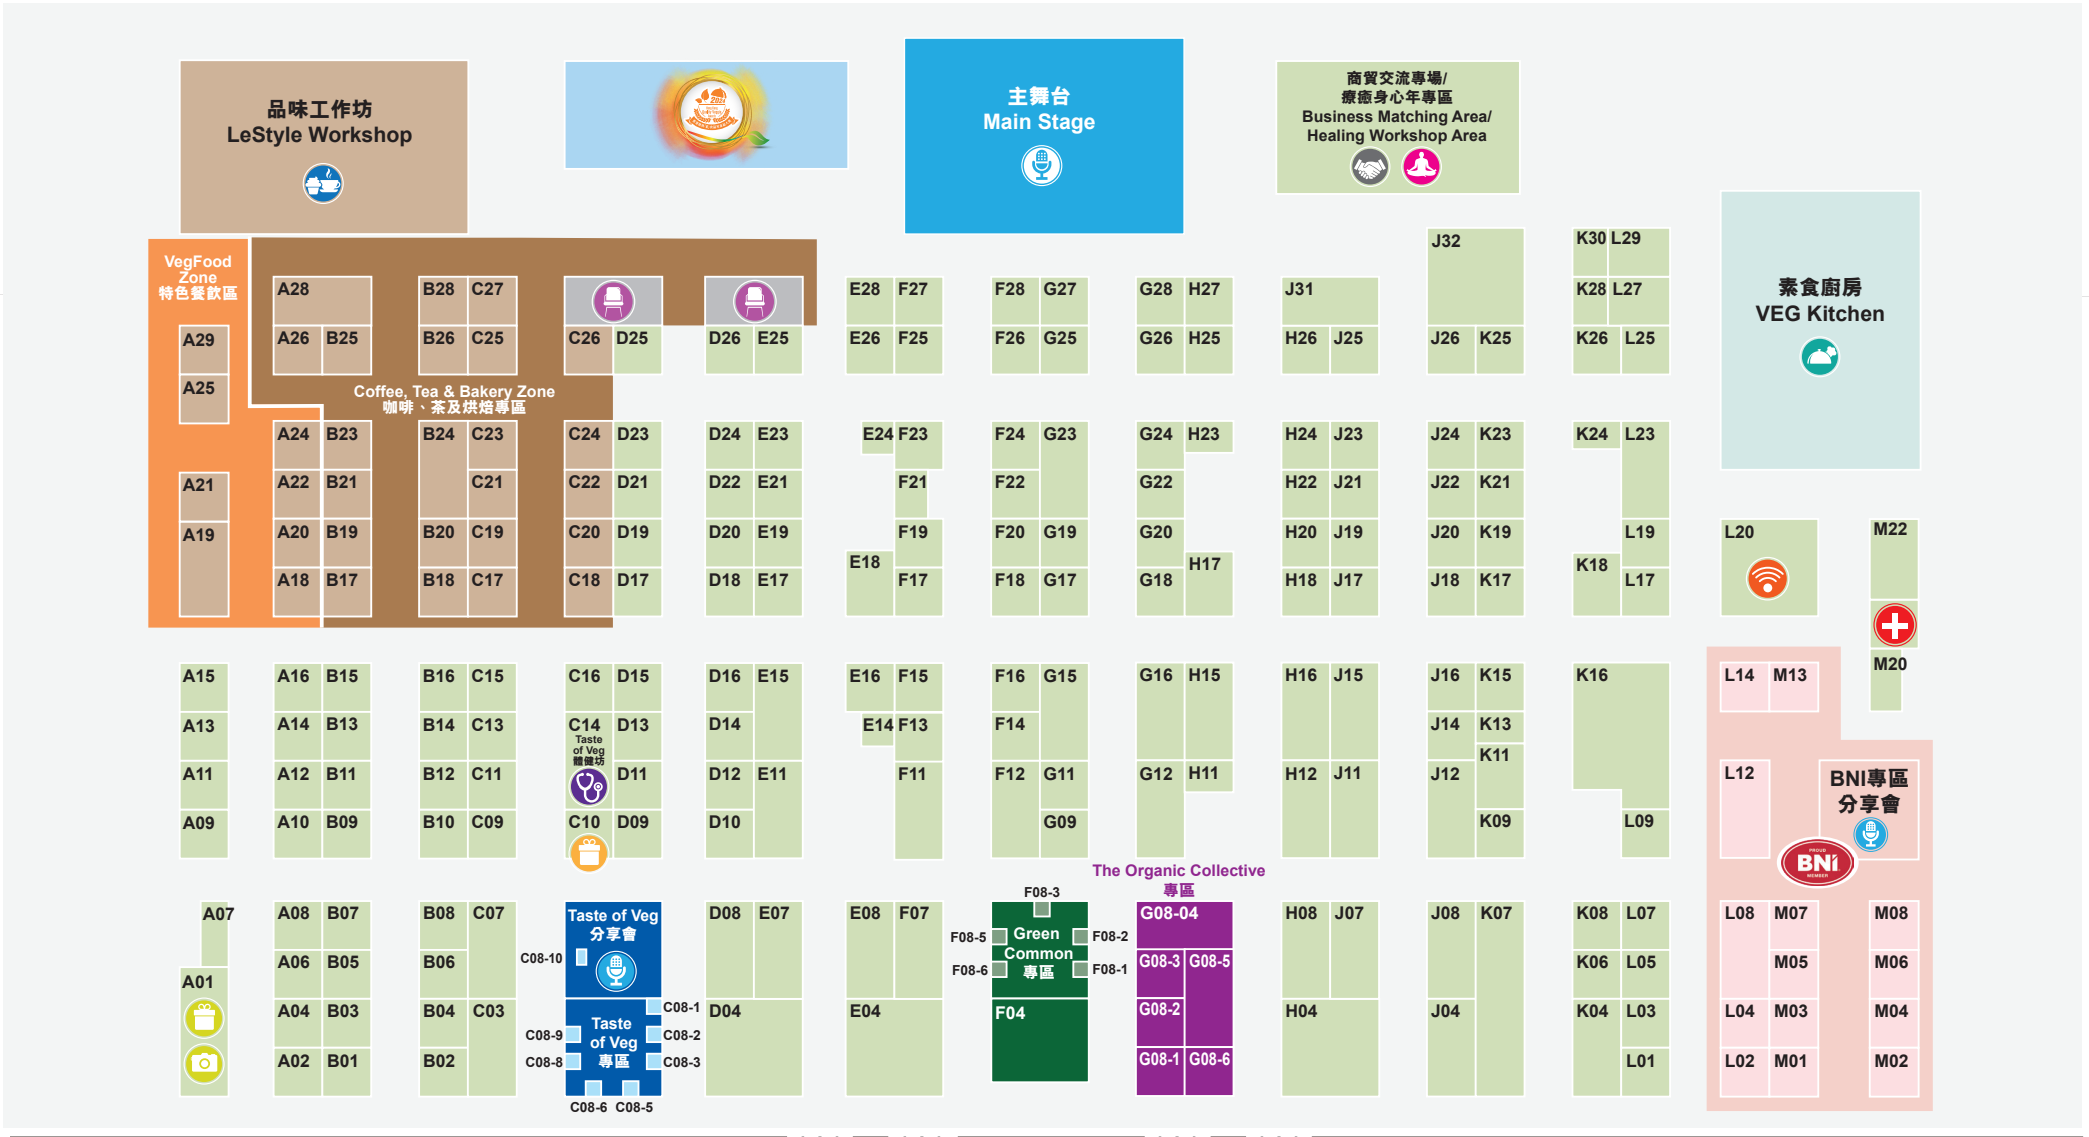 品味工作坊
LeStyle Workshop
2024
主舞台
Main Stage
商貿交流專場/
療癒身心年專區
Business Matching Area/
Healing Workshop Area
素食廚房
VEG Kitchen
VegFood
Zone
特色餐飲區
J32
K30 L29
A28
B28 C27
E28 F27
F28 G27
G28 H27
J31
K28 L27
A29
A26 B25
B26 C25
C26 D25
D26 E25
E26 F25
F26 G25
G26 H25
H26 J25
J26 K25
K26 L25
A25
Coffee, Tea & Bakery Zone
咖啡、茶及烘焙專區
A24 B23
B24 C23
C24 D23
D24 E23
E24 F23
F24 G23
G24 H23
H24 J23
J24 K23
K24 L23
A21
A22 B21
C21
C22 D21
D22 E21
F21
F22
G22
H22 J21
J22 K21
A19
A20 B19
B20 C19
C20 D19
D20 E19
F19
F20 G19
G20
H20 J19
J20 K19
L19
L20
M22
E18
H17
K18
A18 B17
B18 C17
C18 D17
D18 E17
F17
F18 G17
G18
H18 J17
J18 K17
L17
A15
A16 B15
B16 C15
C16 D15
D16 E15
E16 F15
F16 G15
G16 H15
H16 J15
J16 K15
K16
L14 M13
M20
A13
A14 B13
B14 C13
C14 D13
Taste
of Veg
體健坊
D14
E14 F13
F14
J14 K13
K11
A11
A12 B11
B12 C11
D11
D12 E11
F11
F12 G11
G12 H11
H12 J11
J12
L12
BNI專區
分享會
A09
A10 B09
B10 C09
C10 D09
D10
G09
K09
L09
PROUD
BNI
MEMBER
The Organic Collective
專區
A07
A08 B07
B08 C07
Taste of Veg
分享會
C08-10
D08 E07
E08 F07
F08-3
F08-5
Green
Common
專區
F08-2
F08-6
F08-1
G08-04
H08 J07
J08 K07
K08 L07
L08 M07
M08
A06 B05
B06
G08-3 G08-5
K06 L05
M05
M06
A01
A04 B03
B04 C03
C08-1
C08-9
Taste
of Veg
專區
C08-2
C08-8
C08-3
C08-6 C08-5
D04
E04
F04
G08-2
H04
J04
K04 L03
L04 M03
M04
A02 B01
B02
G08-1 G08-6
L01
L02 M01
M02